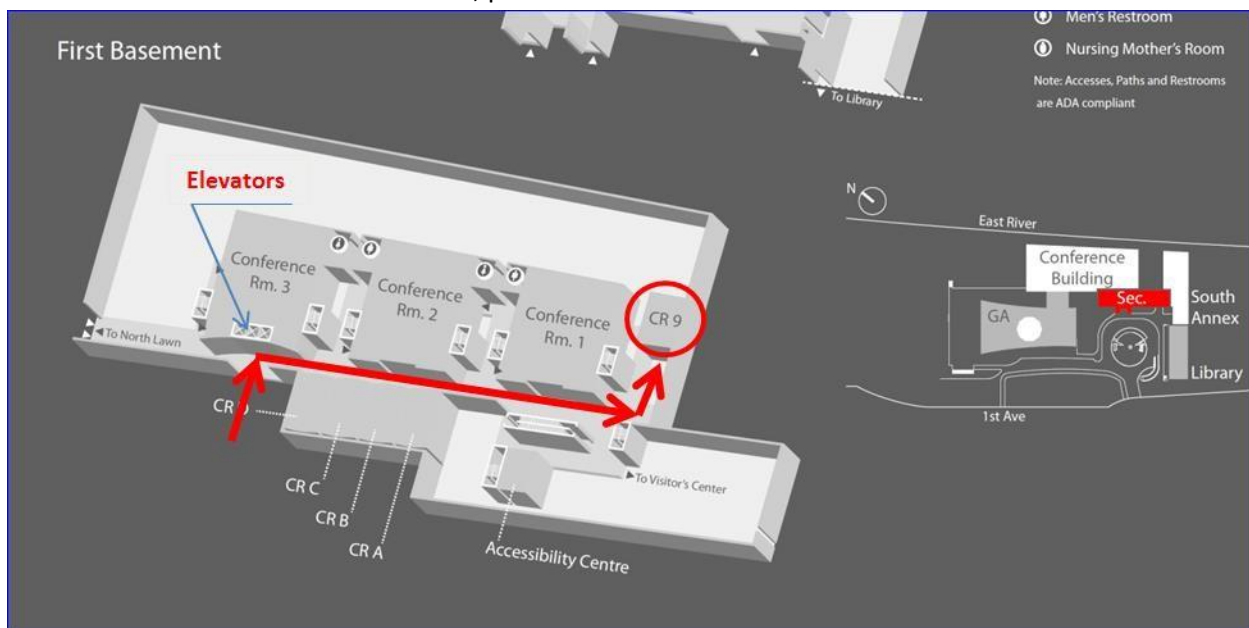 First Basement
Men's Restroom
Nursing Mother's Room
Note: Accesses, Paths and Restrooms
are ADA compliant
To Library
Elevators
Conference
Rm. 3
Conference
Rm. 2
Conference
Rm. 1
CR 9
To North Lawn
CR C
CR B
CR A
Accessibility Centre
To Visitor's Center
N
East River
Conference
Building
Sec.
South
Annex
GA
Library
1st Ave